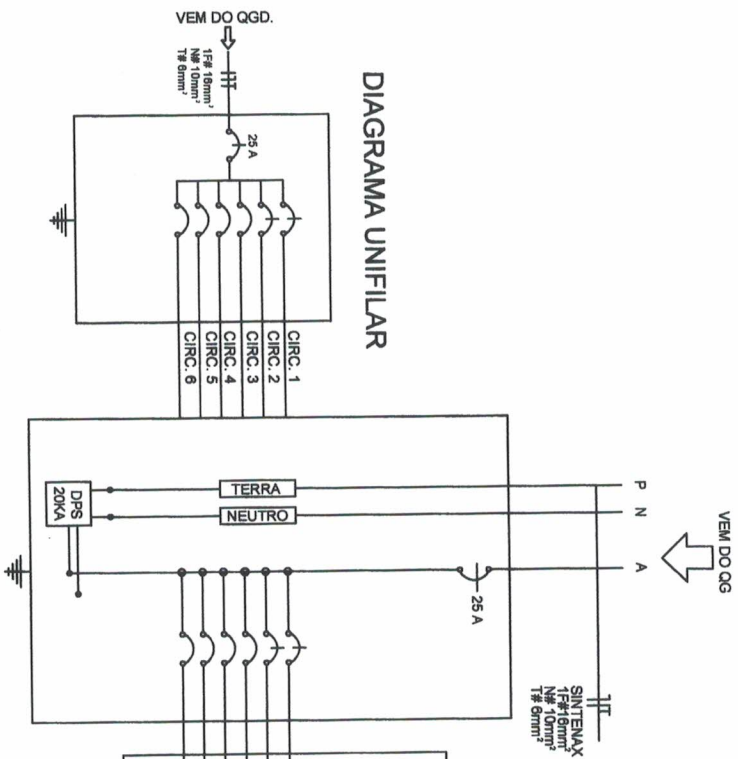 VEM DO QGD.
1F# 16mm²
N# 10mm²
T# 6mm²
25 A
DIAGRAMA UNIFILAR
CIRC. 1
CIRC. 2
CIRC. 3
CIRC. 4
CIRC. 5
CIRC. 6
VEM DO QG
P
N
A
SINTENAX
1F#16mm²
N# 10mm²
T# 6mm²
25 A
TERRA
NEUTRO
DPS
20KA